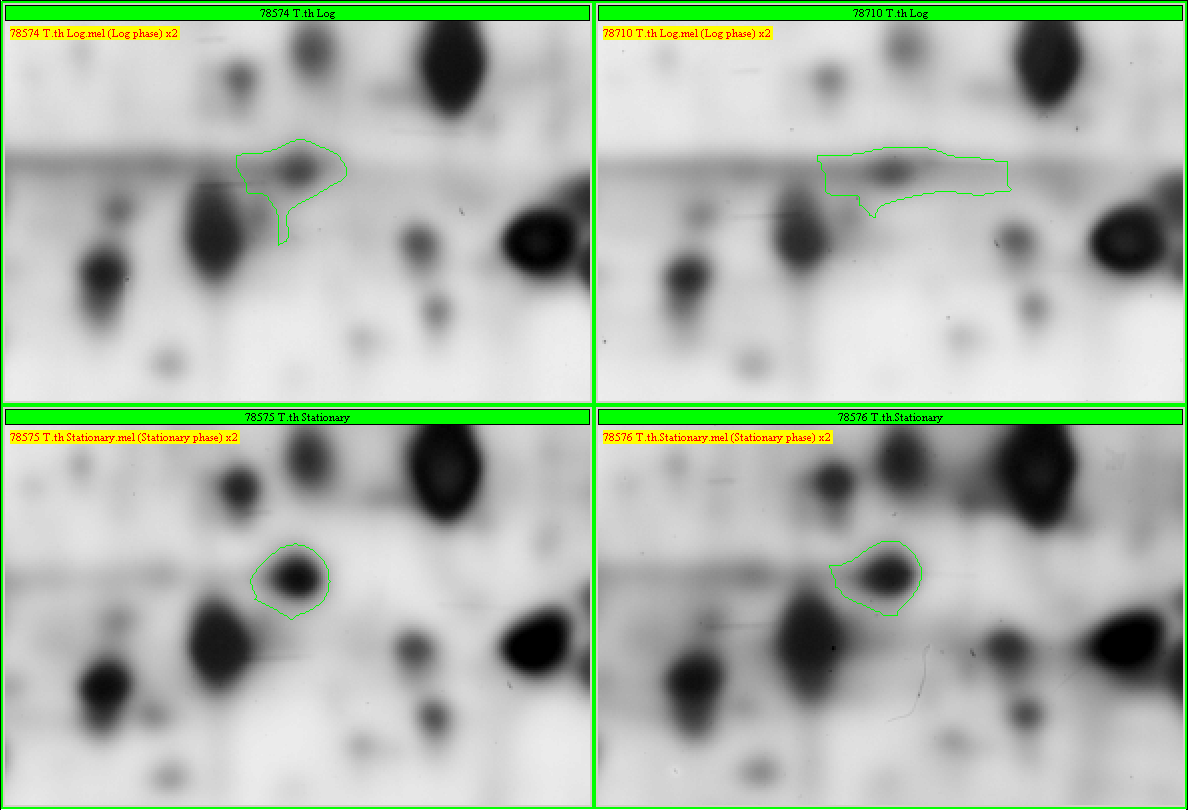 78574 T.th Log
78574 T.th Log.mel (Log phase) x2
78710 T.th Log
78710 T.th Log.mel (Log phase) x2
78575 T.th Stationary
78575 T.th Stationary.mel (Stationary phase) x2
78576 T.th.Stationary
78576 T.th.Stationary.mel (Stationary phase) x2